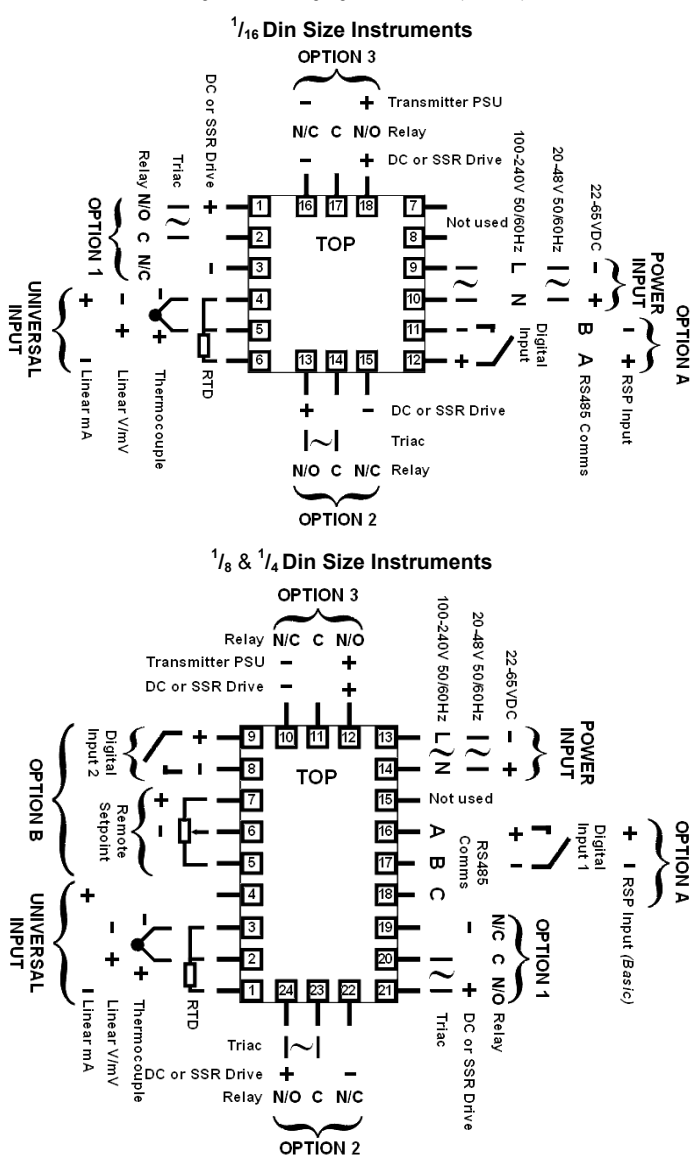 1/16 Din Size Instruments
OPTION 3
– + Transmitter PSU
N/C C N/O Relay
– + DC or SSR Drive
DC or SSR Drive + –
Triac ~
Relay N/O C N/C
OPTION 1
UNIVERSAL INPUT
+ – Linear mA
– + Linear V/mV
– + Thermocouple
RTD
1
2
3
4
5
6
16 17 18
TOP
13 14 15
7
8
9
10
11
12
Not used
100-240V 50/60Hz L ~ N
20-48V 50/60Hz ~
22-65VDC – +
POWER INPUT
– + Digital Input
B A RS485 Comms
– + RSP Input
OPTION A
+ – DC or SSR Drive
~ Triac
N/O C N/C Relay
OPTION 2
1/8 & 1/4 Din Size Instruments
OPTION 3
Relay N/C C N/O
Transmitter PSU – +
DC or SSR Drive – +
OPTION B
Digital Input 2 + –
Remote Setpoint + –
UNIVERSAL INPUT
+ – Linear mA
– + Linear V/mV
– + Thermocouple
RTD
9
8
7
6
5
4
3
2
1
10 11 12
TOP
24 23 22
13
14
15
16
17
18
19
20
21
100-240V 50/60Hz L ~ N
20-48V 50/60Hz ~
22-65VDC – +
POWER INPUT
Not used
A B C RS485 Comms
+ – Digital Input 1
+ – RSP Input (Basic)
OPTION A
OPTION 1
N/C C N/O Relay
– + DC or SSR Drive
~ Triac
Triac ~
DC or SSR Drive + –
Relay N/O C N/C
OPTION 2